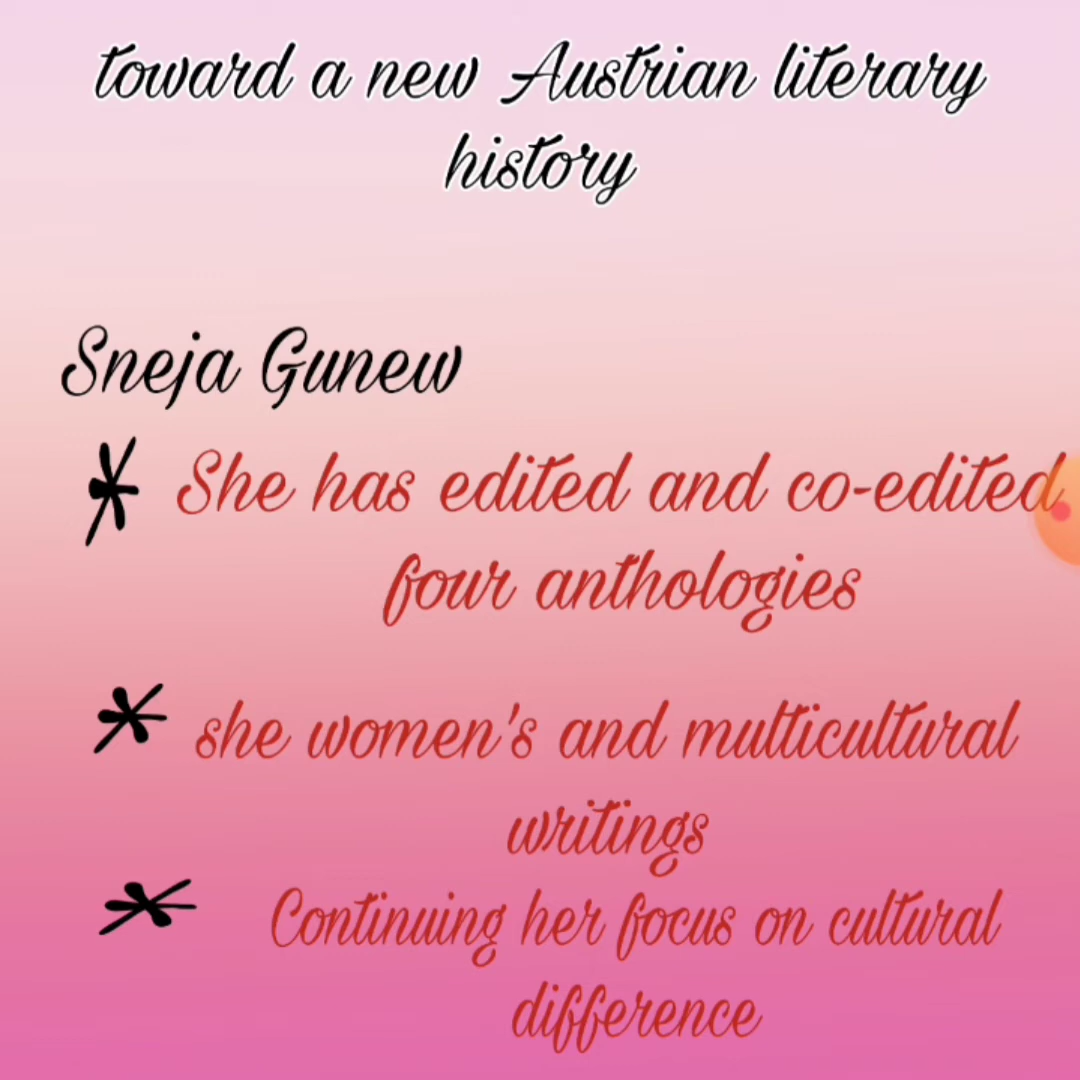 toward a new Austrian literary
history
Sneja Gunew
She has edited and co-edited
four anthologies
she women's and multicultural
writings
Continuing her focus on cultural
difference